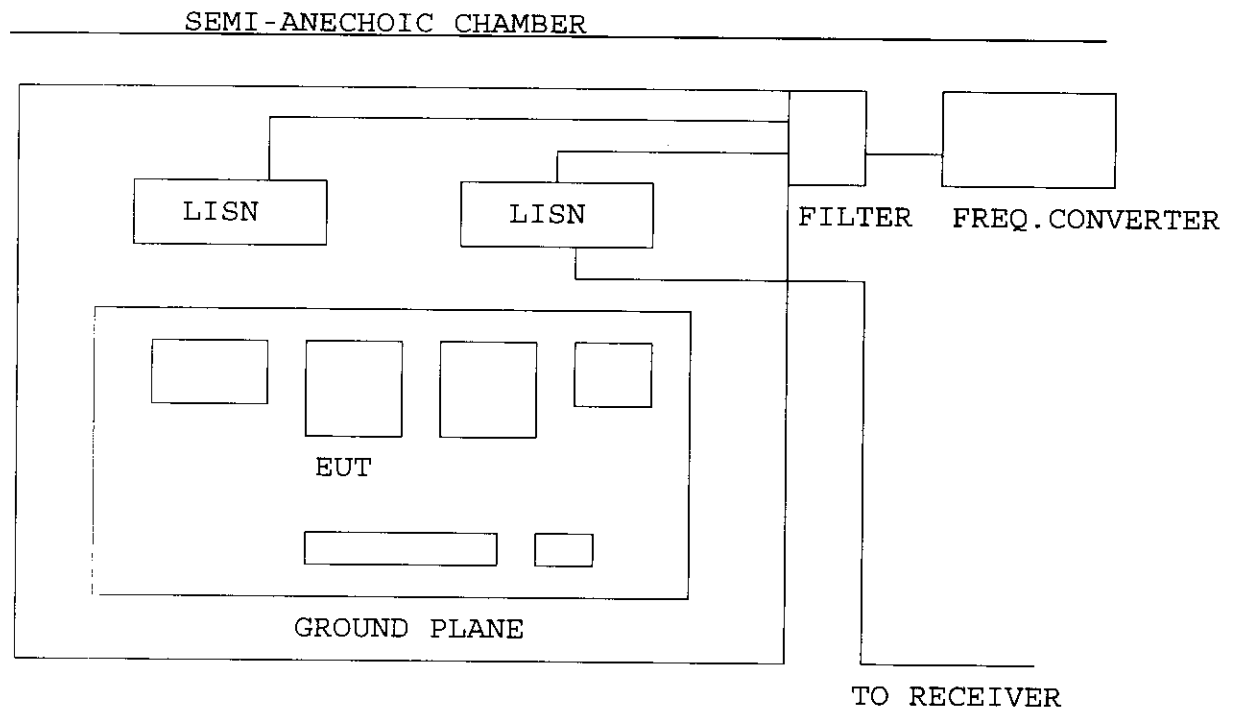 SEMI-ANECHOIC CHAMBER
LISN
LISN
FILTER
FREQ.CONVERTER
EUT
GROUND PLANE
TO RECEIVER